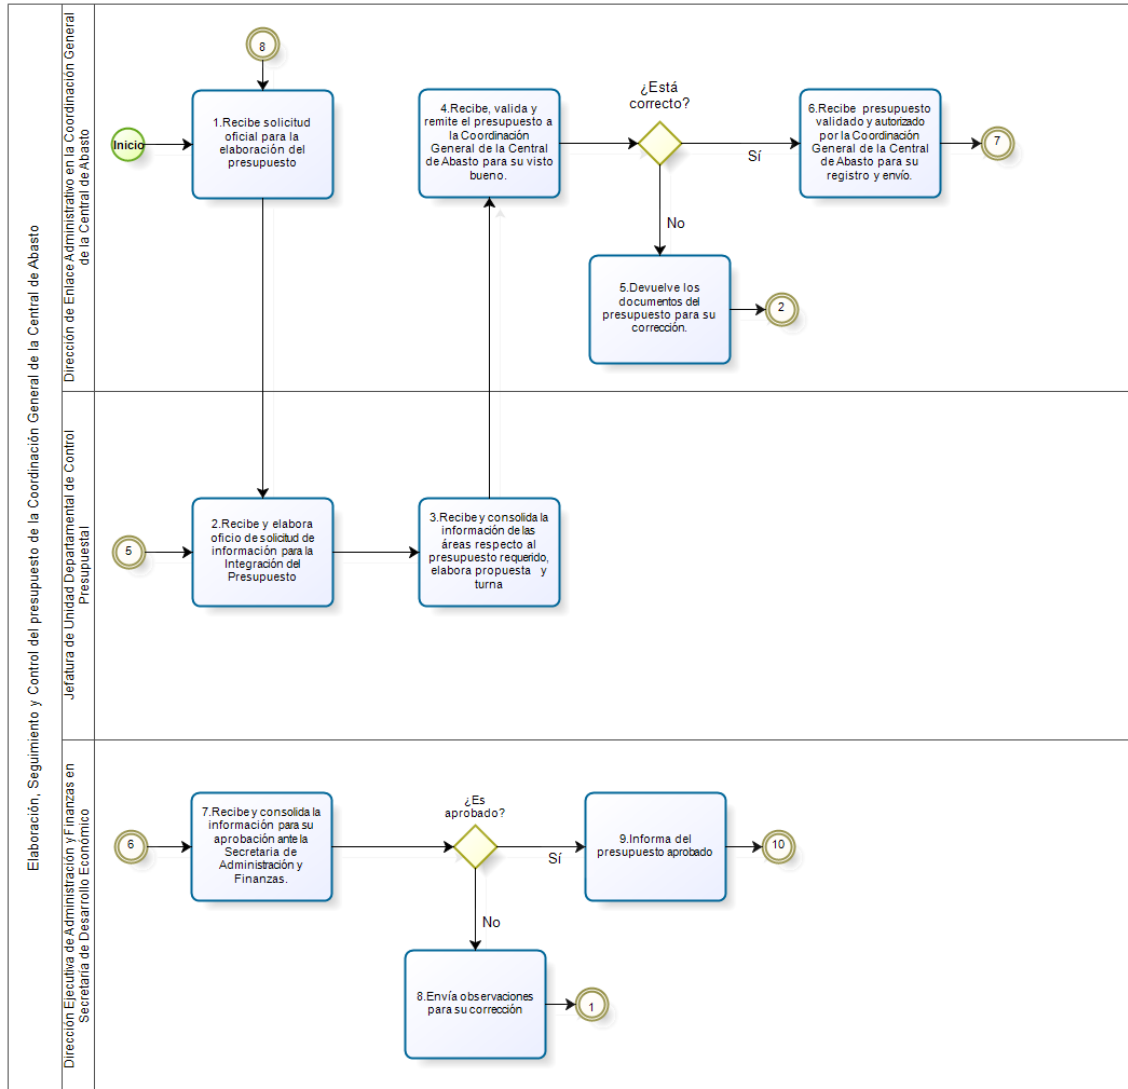 Elaboración, Seguimiento y Control del presupuesto de la Coordinación General de la Central de Abasto
Dirección de Enlace Administrativo en la Coordinación General
de la Central de Abasto
8
Inicio
1.Recibe solicitud
oficial para la
elaboración del
presupuesto
4.Recibe, valida y
remite el presupuesto a
la Coordinación
General de la Central
de Abasto para su visto
bueno.
¿Está
correcto?
Sí
No
6.Recibe presupuesto
validado y autorizado
por la Coordinación
General de la Central
de Abasto para su
registro y envío.
7
5.Devuelve los
documentos del
presupuesto para su
corrección.
2
Jefatura de Unidad Departamental de Control
Presupuestal
5
2.Recibe y elabora
oficio de solicitud de
información para la
Integración del
Presupuesto
3.Recibe y consolida la
información de las
áreas respecto al
presupuesto requerido,
elabora propuesta y
turna
Dirección Ejecutiva de Administración y Finanzas en
Secretaría de Desarrollo Económico
6
7.Recibe y consolida la
información para su
aprobación ante la
Secretaría de
Administración y
Finanzas.
¿Es
aprobado?
Sí
No
9.Informa del
presupuesto aprobado
10
8.Envía observaciones
para su corrección
1